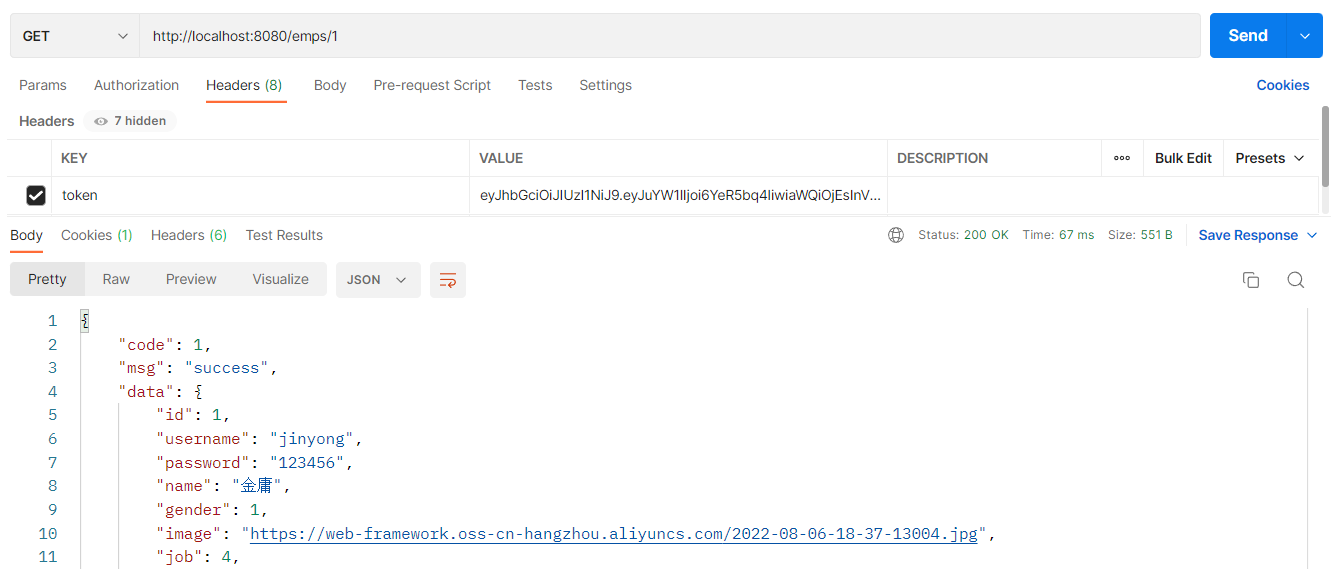 GET http://localhost:8080/emps/1 Send
Params Authorization Headers (8) Body Pre-request Script Tests Settings Cookies
Headers 7 hidden
KEY VALUE DESCRIPTION ooo Bulk Edit Presets
token eyJhbGciOiJIUzI1NiJ9.eyJuYW1lIjoi6YeR5bq4IiwiaWQiOjEsInV...
Body Cookies (1) Headers (6) Test Results Status: 200 OK Time: 67 ms Size: 551 B Save Response
Pretty Raw Preview Visualize JSON
1 {
2 "code": 1,
3 "msg": "success",
4 "data": {
5 "id": 1,
6 "username": "jinyong",
7 "password": "123456",
8 "name": "金庸",
9 "gender": 1,
10 "image": "https://web-framework.oss-cn-hangzhou.aliyuncs.com/2022-08-06-18-37-13004.jpg",
11 "job": 4,